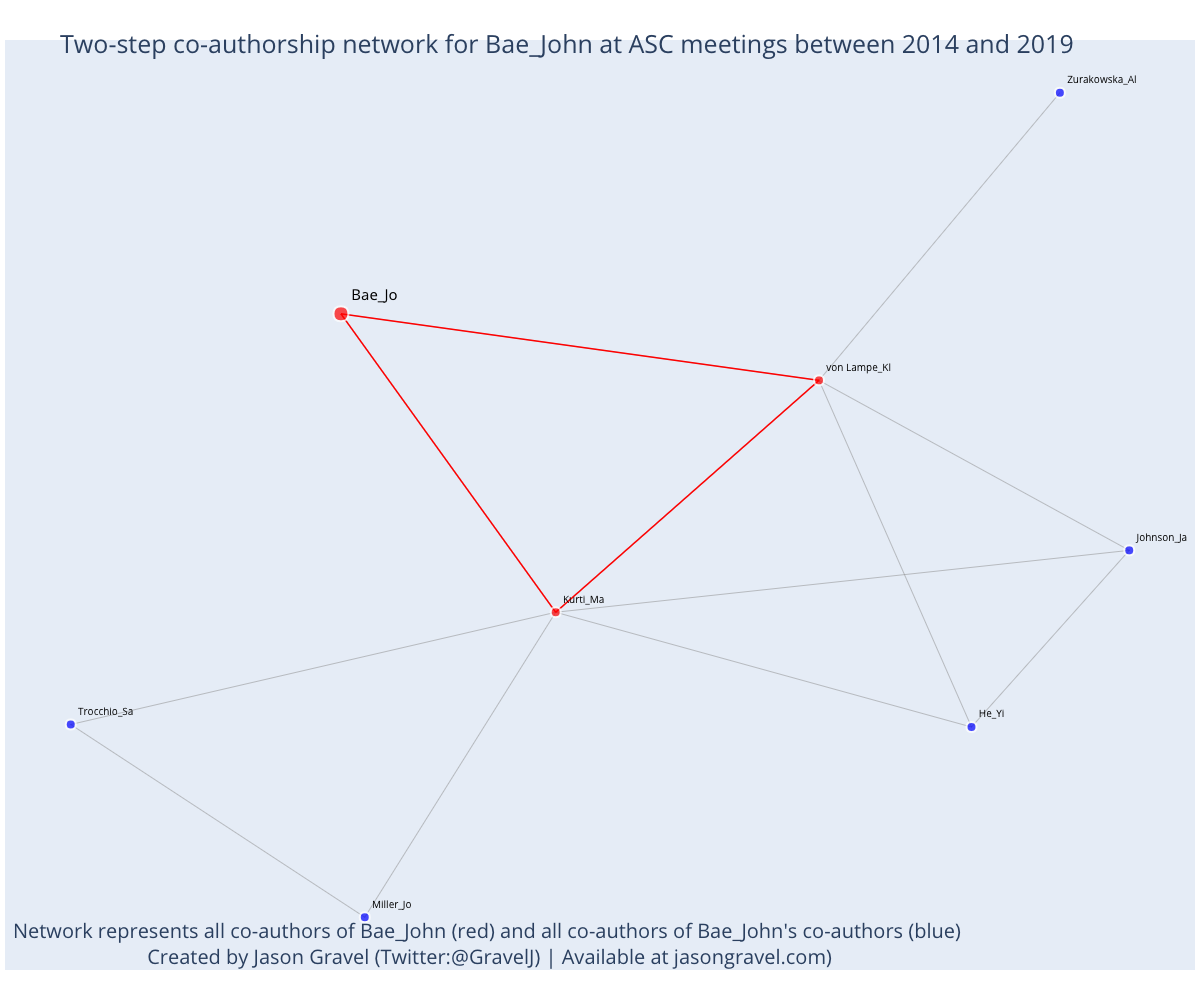 Two-step co-authorship network for Bae_John at ASC meetings between 2014 and 2019
Zurakowska_Al
Bae_Jo
von Lampe_Kl
Johnson_Ja
Kurti_Ma
Trocchio_Sa
He_Yi
Miller_Jo
Network represents all co-authors of Bae_John (red) and all co-authors of Bae_John's co-authors (blue)
Created by Jason Gravel (Twitter:@GravelJ) | Available at jasongravel.com)